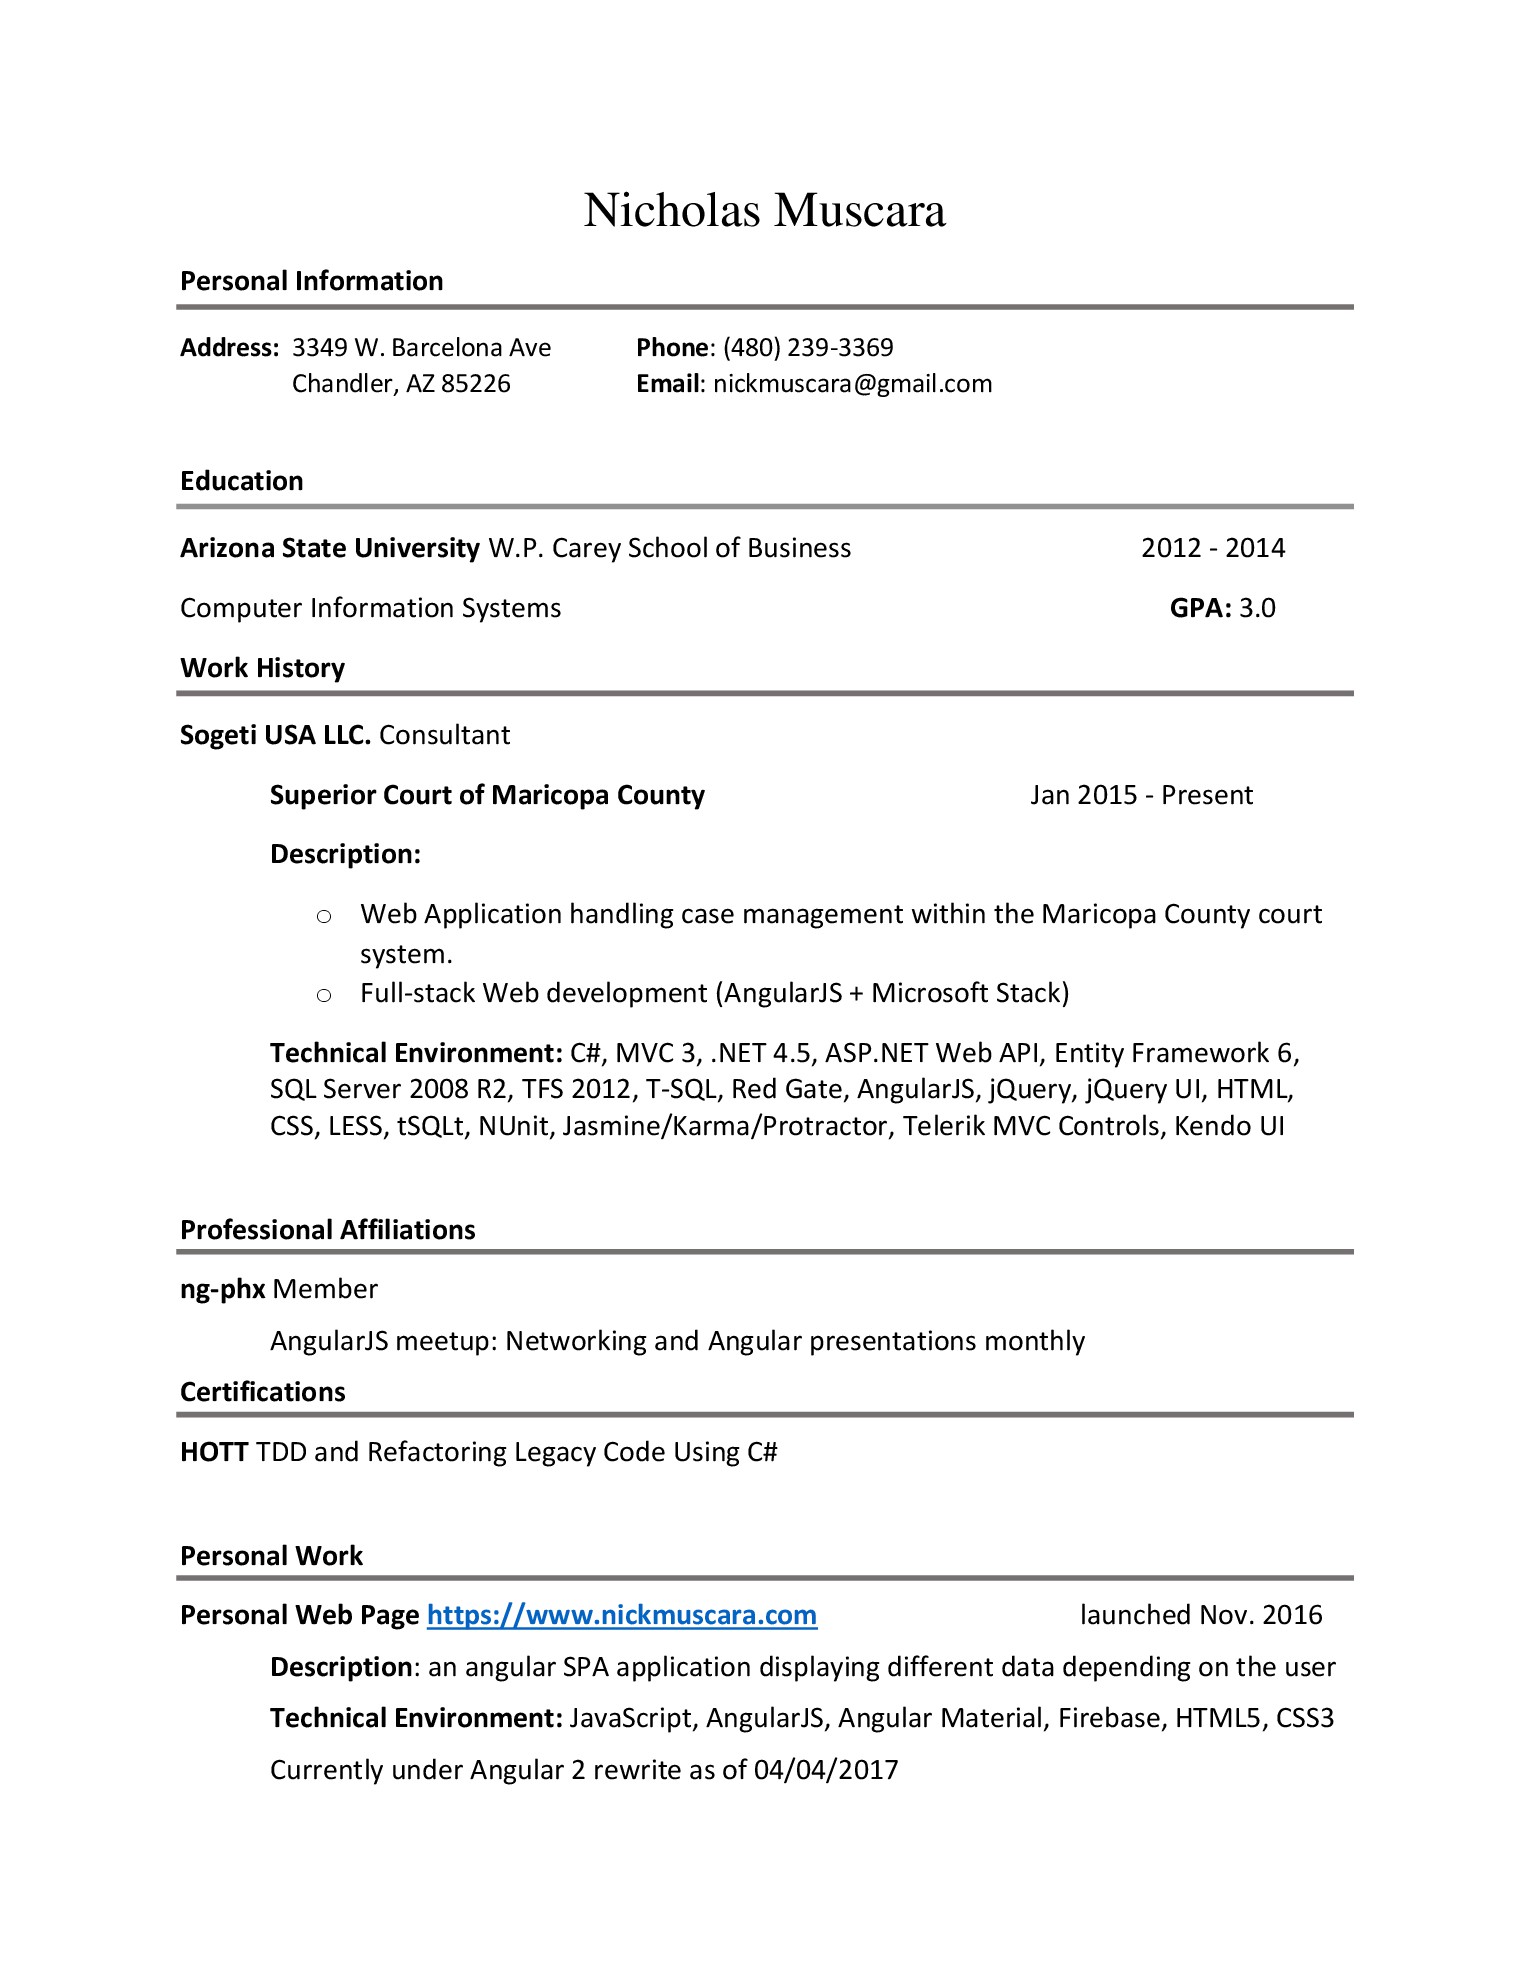 Nicholas Muscara
Personal Information
Address: 3349 W. Barcelona Ave Phone: (480) 239-3369
Chandler, AZ 85226 Email: nickmuscara@gmail.com
Education
Arizona State University W.P. Carey School of Business 2012 - 2014
Computer Information Systems GPA: 3.0
Work History
Sogeti USA LLC. Consultant
Superior Court of Maricopa County Jan 2015 - Present
Description:
o Web Application handling case management within the Maricopa County court
system.
o Full-stack Web development (AngularJS + Microsoft Stack)
Technical Environment: C#, MVC 3, .NET 4.5, ASP.NET Web API, Entity Framework 6,
SQL Server 2008 R2, TFS 2012, T-SQL, Red Gate, AngularJS, jQuery, jQuery UI, HTML,
CSS, LESS, tSQLt, NUnit, Jasmine/Karma/Protractor, Telerik MVC Controls, Kendo UI
Professional Affiliations
ng-phx Member
AngularJS meetup: Networking and Angular presentations monthly
Certifications
HOTT TDD and Refactoring Legacy Code Using C#
Personal Work
Personal Web Page https://www.nickmuscara.com launched Nov. 2016
Description: an angular SPA application displaying different data depending on the user
Technical Environment: JavaScript, AngularJS, Angular Material, Firebase, HTML5, CSS3
Currently under Angular 2 rewrite as of 04/04/2017